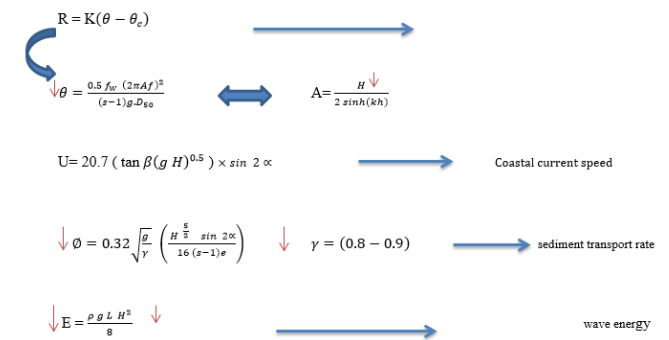 R = K(θ − θ_c)
θ = 0.5 f_w (2πAf)² / (s−1)g.D₅₀ A= H / 2 sinh(kh)
U= 20.7 ( tan β(g H)^0.5 ) × sin 2 ∝
Coastal current speed
∅ = 0.32 √(g/γ) ( H^(5/2) sin 2∝ / 16 (s−1)e ) γ = (0.8 − 0.9)
sediment transport rate
E = ρ g L H² / 8
wave energy